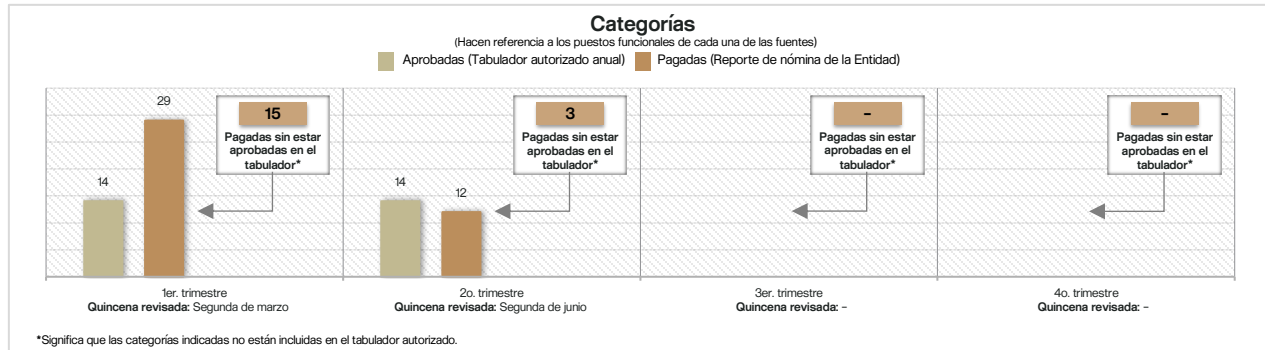 Categorías
(Hacen referencia a los puestos funcionales de cada una de las fuentes)
Aprobadas (Tabulador autorizado anual) Pagadas (Reporte de nómina de la Entidad)
14
29
15
Pagadas sin estar
aprobadas en el
tabulador*
14
12
3
Pagadas sin estar
aprobadas en el
tabulador*
–
Pagadas sin estar
aprobadas en el
tabulador*
–
Pagadas sin estar
aprobadas en el
tabulador*
1er. trimestre
Quincena revisada: Segunda de marzo
2o. trimestre
Quincena revisada: Segunda de junio
3er. trimestre
Quincena revisada: –
4o. trimestre
Quincena revisada: –
*Significa que las categorías indicadas no están incluidas en el tabulador autorizado.